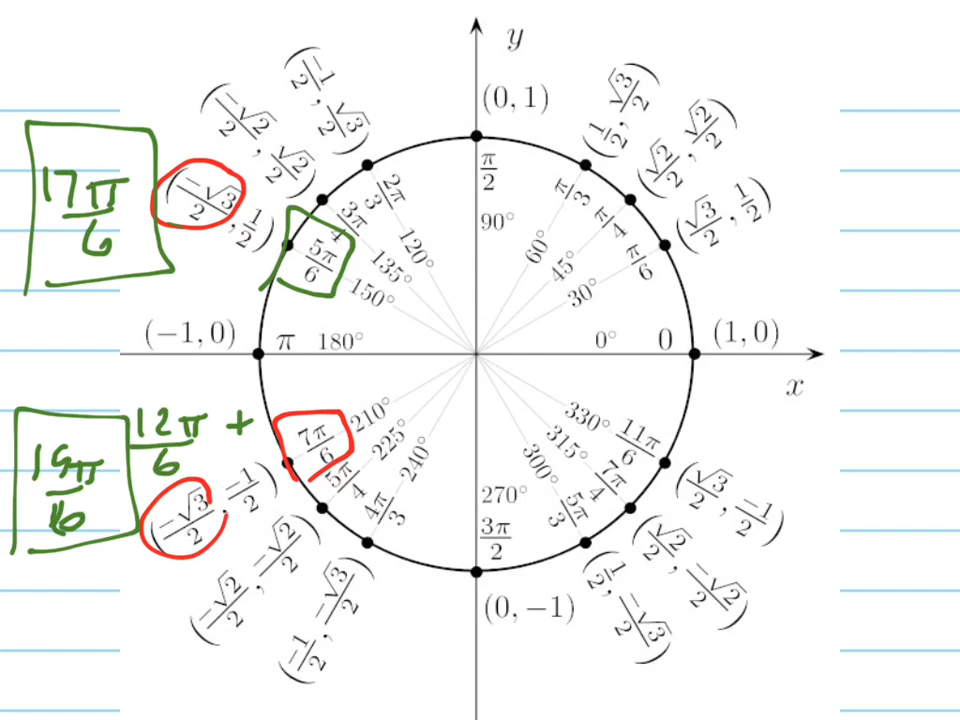 y
(0, 1)
(-1/2, √3/2)
(1/2, √3/2)
(-√2/2, √2/2)
(√2/2, √2/2)
(-√3/2, 1/2)
(√3/2, 1/2)
17π/6
π/2
90°
2π/3
120°
π/3
60°
3π/4
135°
π/4
45°
5π/6
150°
π/6
30°
(-1, 0)
π
180°
0°
0
(1, 0)
x
12π/6 +
7π/6
210°
330°
11π/6
5π/4
225°
315°
7π/4
4π/3
240°
300°
5π/3
270°
3π/2
(-√3/2, -1/2)
(√3/2, -1/2)
(-√2/2, -√2/2)
(√2/2, -√2/2)
(-1/2, -√3/2)
(1/2, -√3/2)
(0, -1)